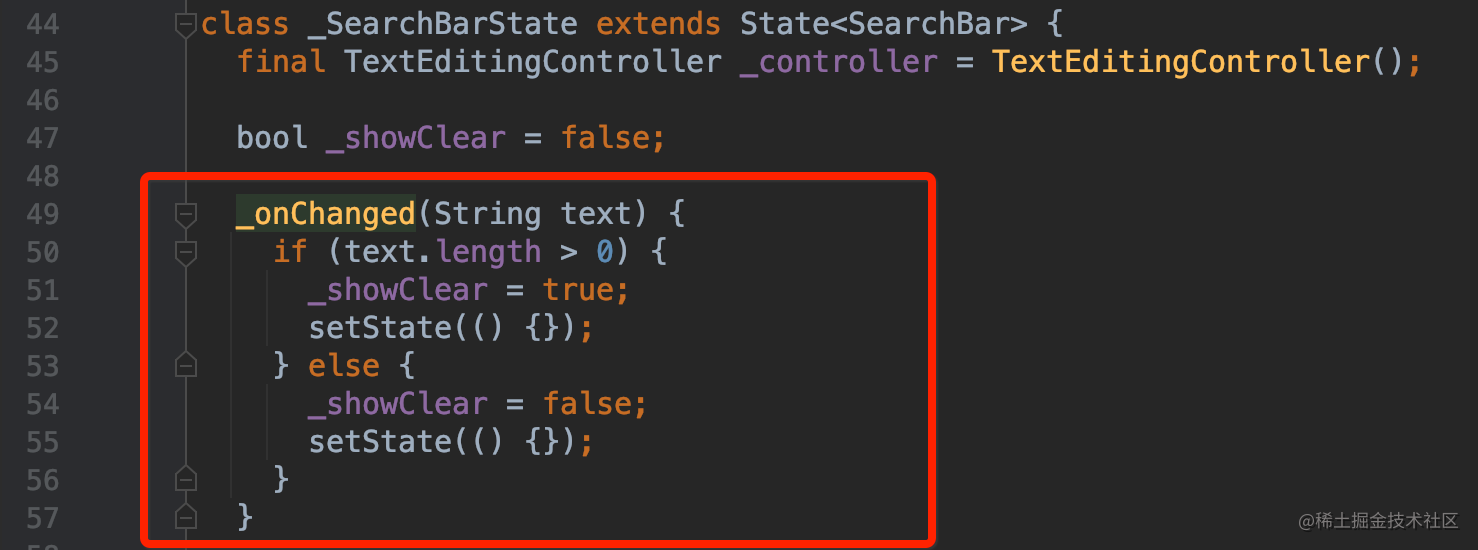 44 class _SearchBarState extends State<SearchBar> {
45   final TextEditingController _controller = TextEditingController();
46
47   bool _showClear = false;
48
49   _onChanged(String text) {
50     if (text.length > 0) {
51       _showClear = true;
52       setState(() {});
53     } else {
54       _showClear = false;
55       setState(() {});
56     }
57   }
@稀土掘金技术社区